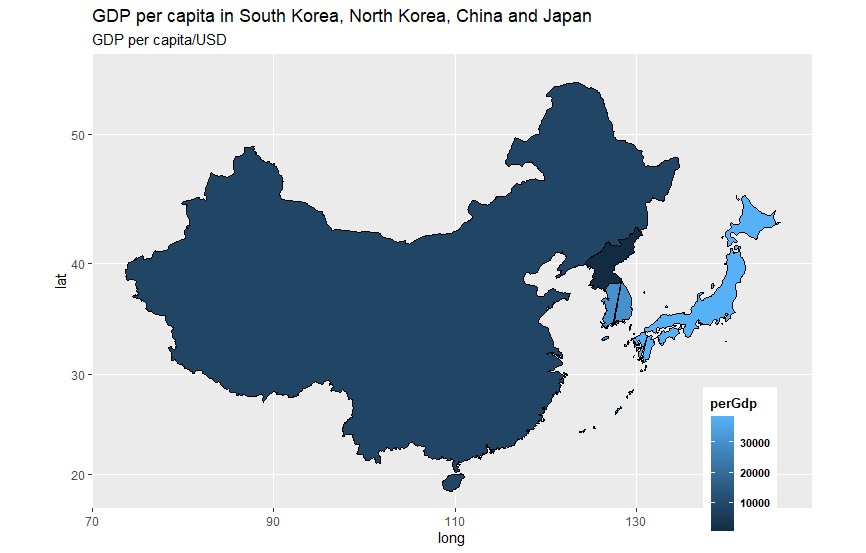 GDP per capita in South Korea, North Korea, China and Japan
GDP per capita/USD
50
40
30
20
lat
70
90
110
130
long
perGdp
30000
20000
10000